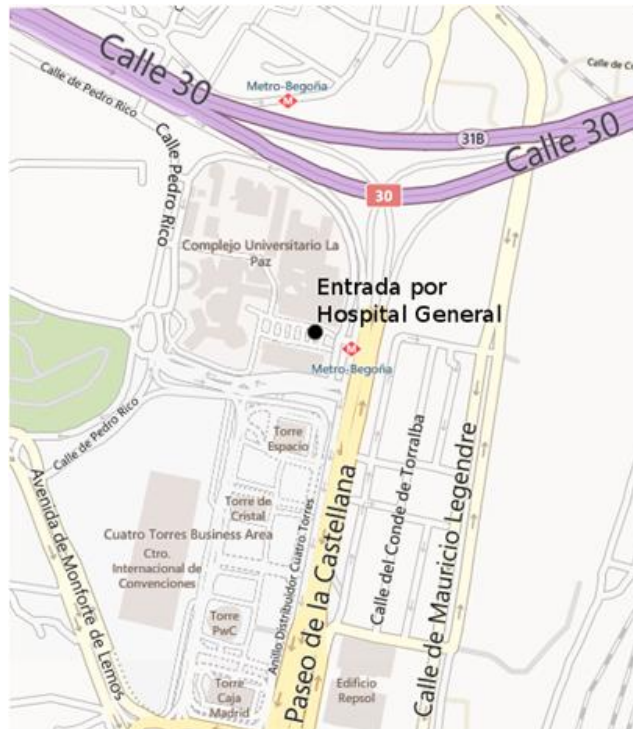 Calle 30
Calle de Pedro Rico
Metro-Begoña
M
Calle de C
31B
Calle 30
30
Calle Pedro Rico
Complejo Universitario La
Paz
Entrada por
Hospital General
M
Metro-Begoña
Calle de Pedro Rico
Torre
Espacio
Avenida de Monforte de Lemos
Torre de
Cristal
Cuatro Torres Business Area
Ctro.
Internacional de
Convenciones
Anillo Distribuidor Cuatro Torres
Paseo de la Castellana
Calle del Conde de Torralba
Calle de Mauricio Legendre
Torre
PwC
Torre
Caja
Madrid
Edificio
Repsol